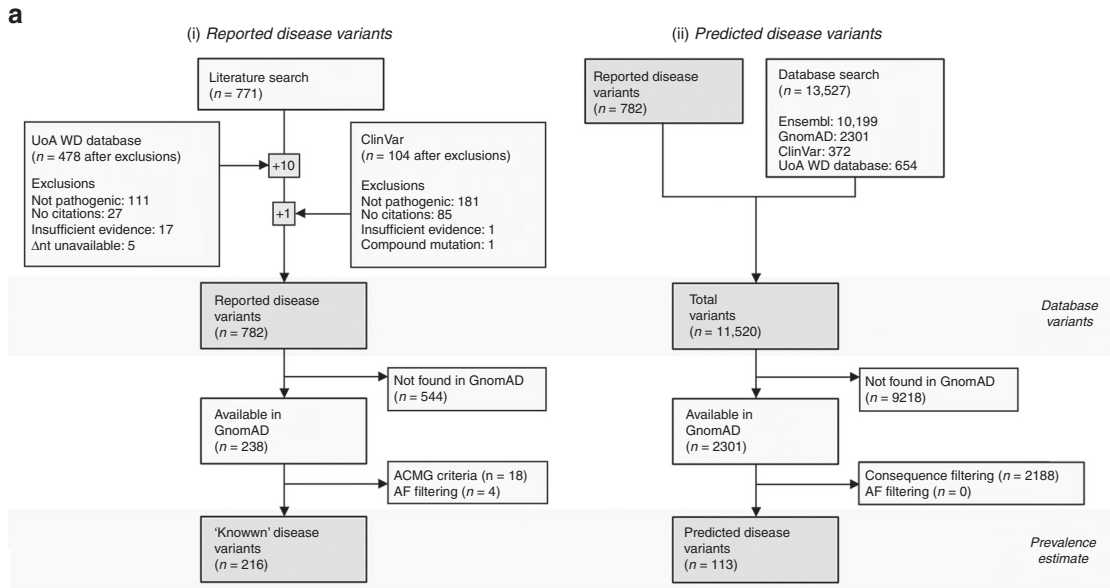 a
(i) Reported disease variants
Literature search
(n = 771)
UoA WD database
(n = 478 after exclusions)
Exclusions
Not pathogenic: 111
No citations: 27
Insufficient evidence: 17
Δnt unavailable: 5
+10
ClinVar
(n = 104 after exclusions)
Exclusions
Not pathogenic: 181
No citations: 85
Insufficient evidence: 1
Compound mutation: 1
+1
Reported disease
variants
(n = 782)
Not found in GnomAD
(n = 544)
Available in
GnomAD
(n = 238)
ACMG criteria (n = 18)
AF filtering (n = 4)
‘Knowwn’ disease
variants
(n = 216)
(ii) Predicted disease variants
Reported disease
variants
(n = 782)
Database search
(n = 13,527)
Ensembl: 10,199
GnomAD: 2301
ClinVar: 372
UoA WD database: 654
Total
variants
(n = 11,520)
Database
variants
Not found in GnomAD
(n = 9218)
Available in
GnomAD
(n = 2301)
Consequence filtering (n = 2188)
AF filtering (n = 0)
Predicted disease
variants
(n = 113)
Prevalence
estimate